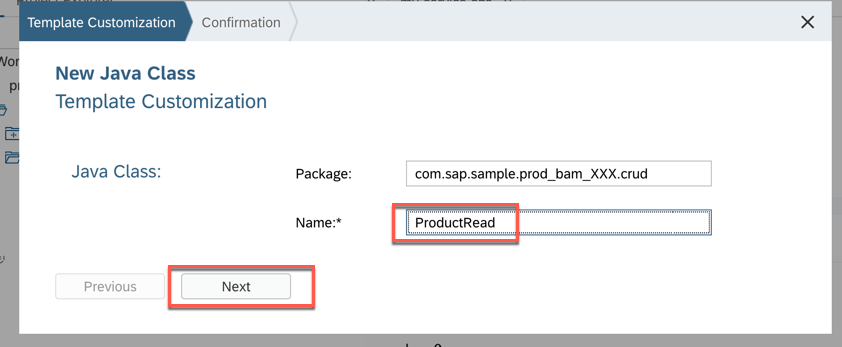 Template Customization Confirmation
New Java Class
Template Customization
Java Class: Package: com.sap.sample.prod_bam_XXX.crud
Name:* ProductRead
Previous Next